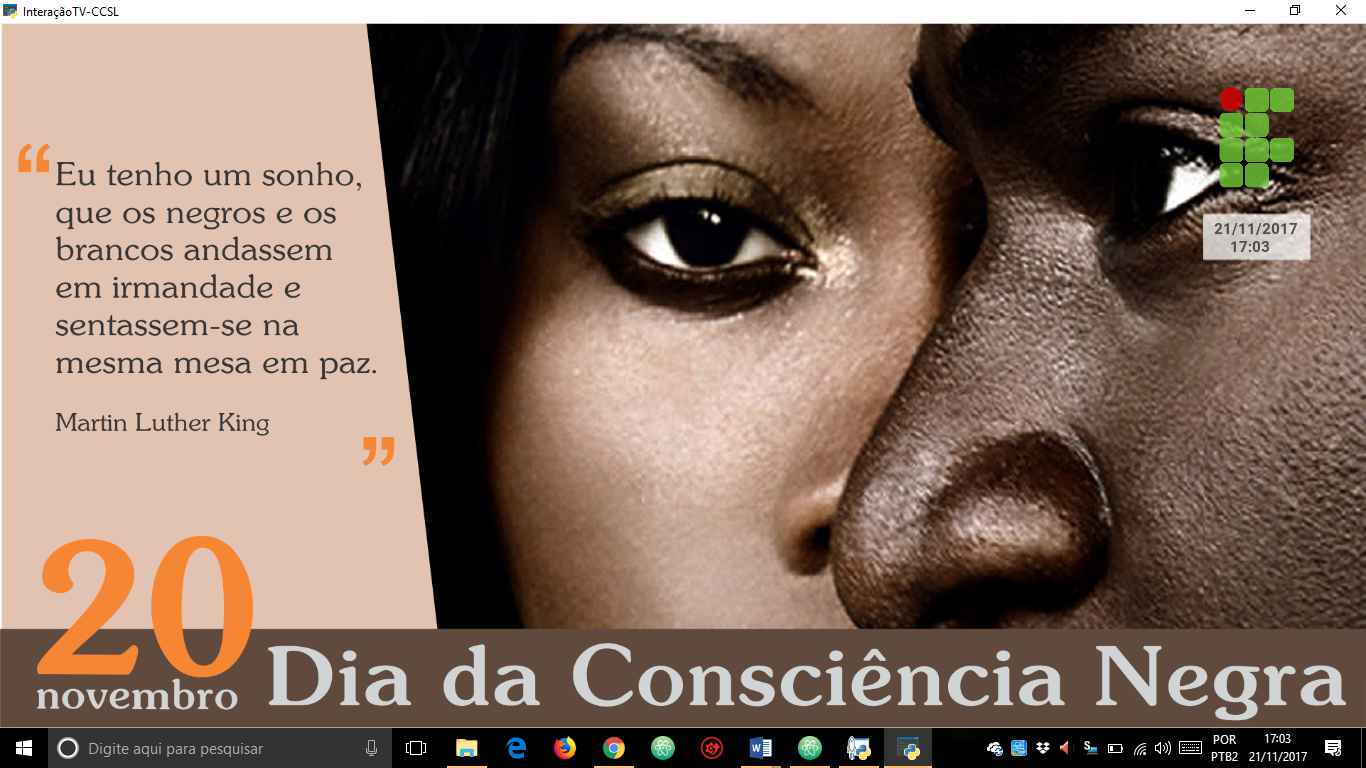 InteraçãoTV-CCSL
“Eu tenho um sonho,
que os negros e os
brancos andassem
em irmandade e
sentassem-se na
mesma mesa em paz.
Martin Luther King
”
21/11/2017
17:03
20
novembro
Dia da Consciência Negra
Digite aqui para pesquisar
POR
PTB2
17:03
21/11/2017